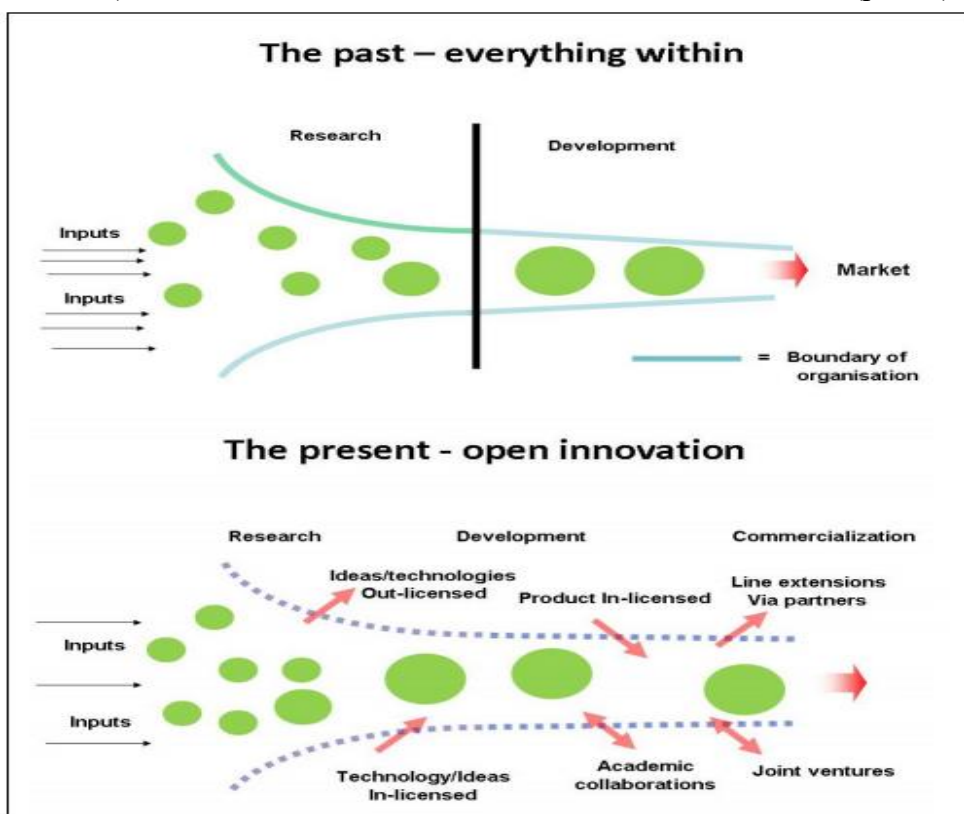 The past – everything within
Research
Development
Inputs
Inputs
Market
= Boundary of
organisation
The present - open innovation
Research
Development
Commercialization
Ideas/technologies
Out-licensed
Product In-licensed
Line extensions
Via partners
Inputs
Inputs
Technology/Ideas
In-licensed
Academic
collaborations
Joint ventures